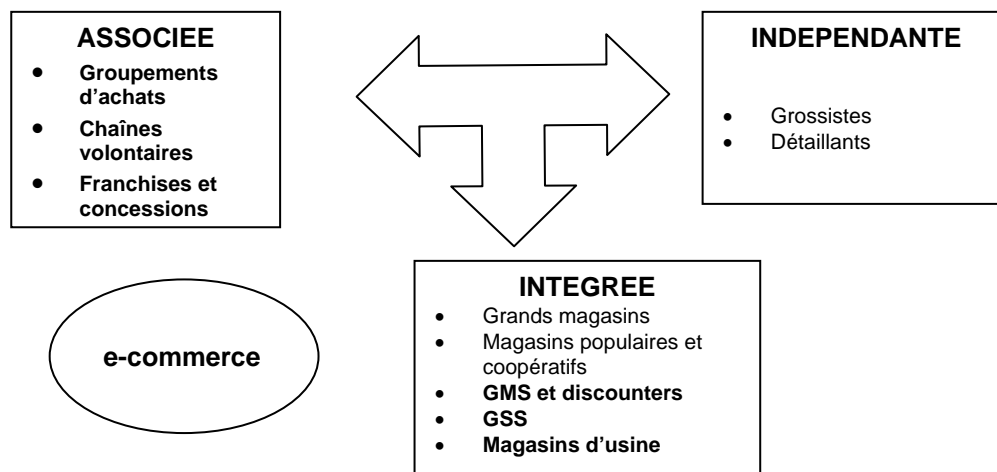 ASSOCIEE
• Groupements
d’achats
• Chaînes
volontaires
• Franchises et
concessions
INDEPENDANTE
• Grossistes
• Détaillants
e-commerce
INTÉGREE
• Grands magasins
• Magasins populaires et
coopératifs
• GMS et discounters
• GSS
• Magasins d’usine